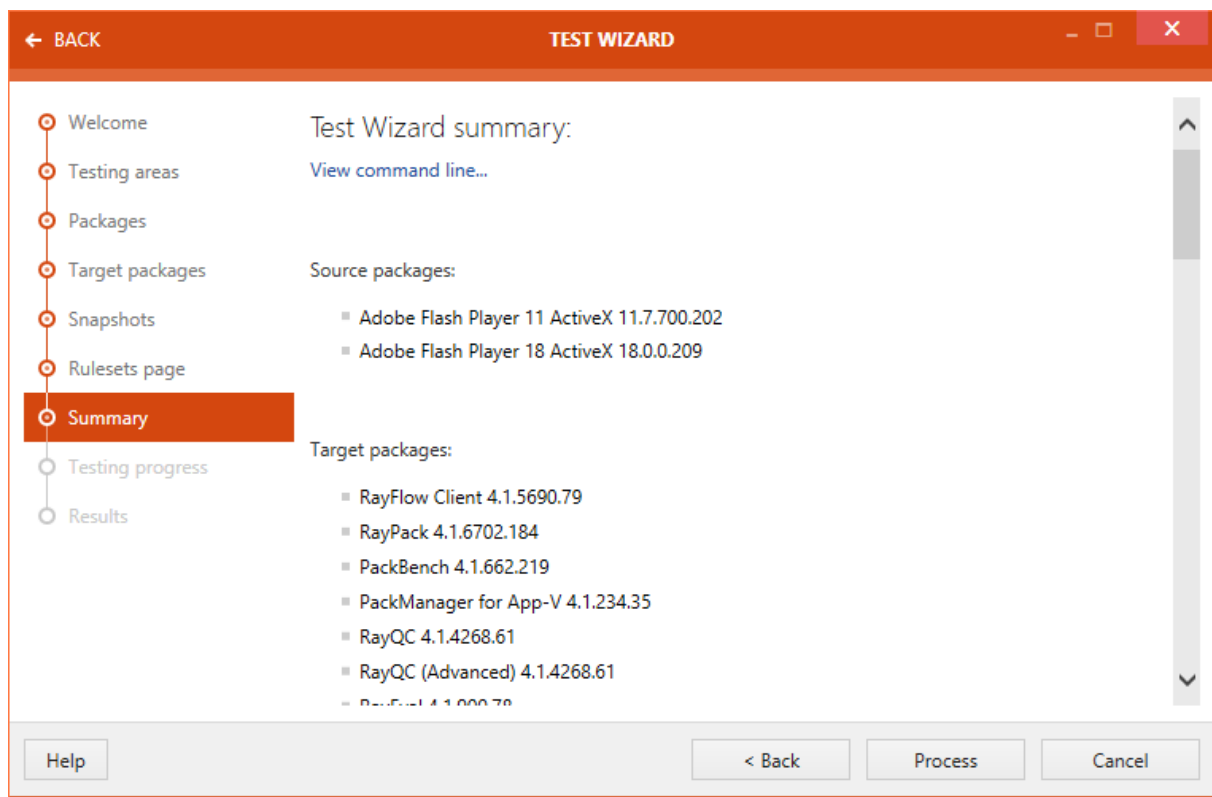 BACK
TEST WIZARD
Welcome
Testing areas
Packages
Target packages
Snapshots
Rulesets page
Summary
Testing progress
Results
Test Wizard summary:
View command line...
Source packages:
Adobe Flash Player 11 ActiveX 11.7.700.202
Adobe Flash Player 18 ActiveX 18.0.0.209
Target packages:
RayFlow Client 4.1.5690.79
RayPack 4.1.6702.184
PackBench 4.1.662.219
PackManager for App-V 4.1.234.35
RayQC 4.1.4268.61
RayQC (Advanced) 4.1.4268.61
Help
< Back
Process
Cancel